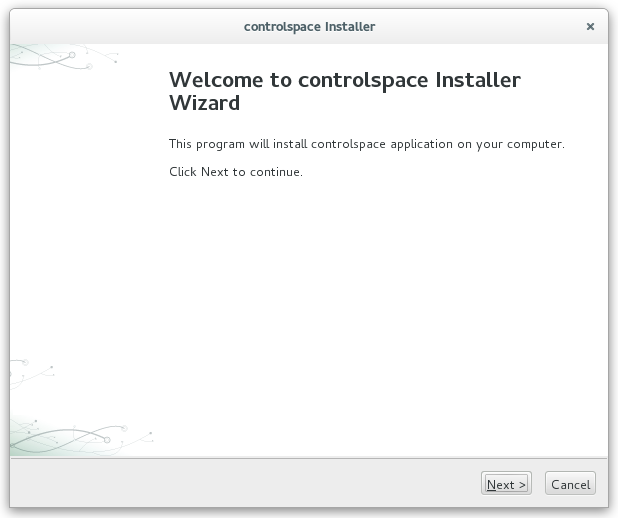 controlspace Installer
Welcome to controlspace Installer
Wizard
This program will install controlspace application on your computer.
Click Next to continue.
Next >
Cancel